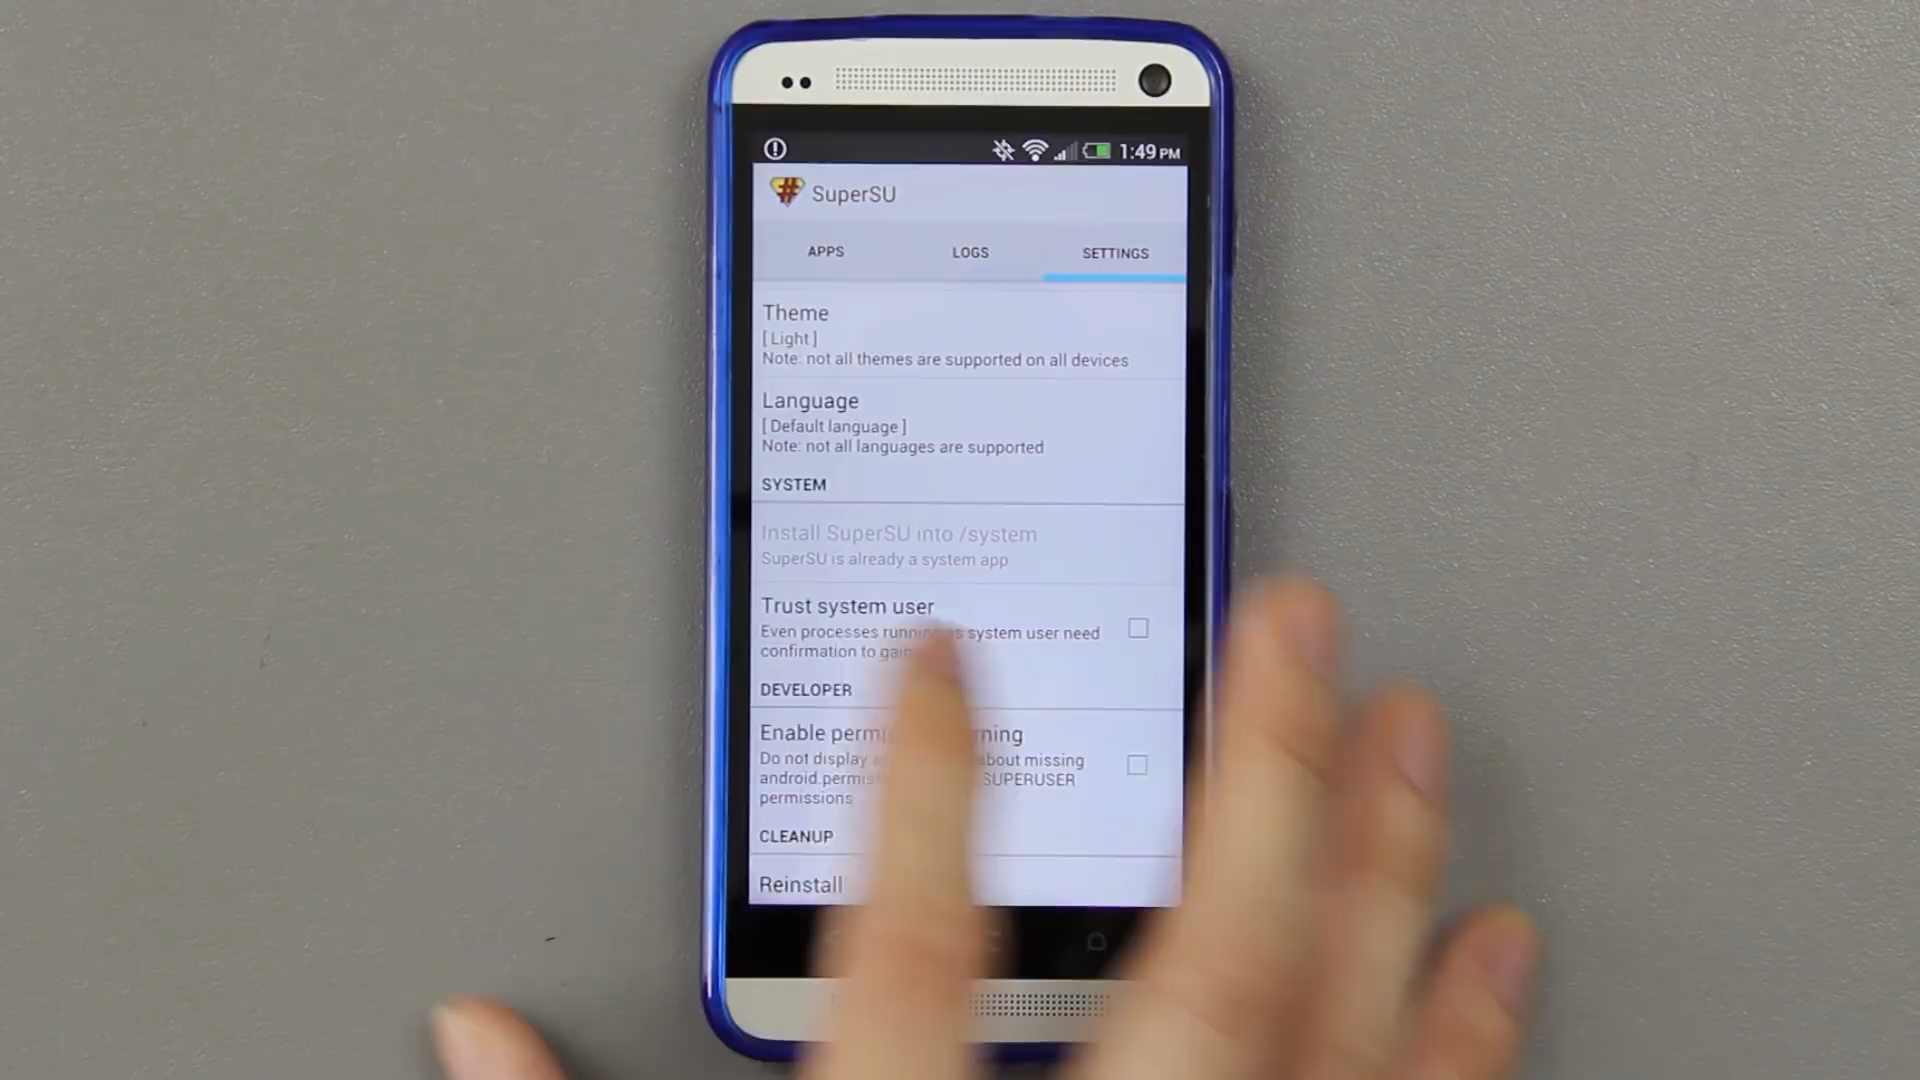 1:49 PM
SuperSU
APPS LOGS SETTINGS
Theme
[ Light ]
Note: not all themes are supported on all devices
Language
[ Default language ]
Note: not all languages are supported
SYSTEM
Install SuperSU into /system
SuperSU is already a system app
Trust system user
Even processes system user need
confirmation to
DEVELOPER
Enable
Do not display about missing
SUPERUSER
permissions
CLEANUP
Reinstall